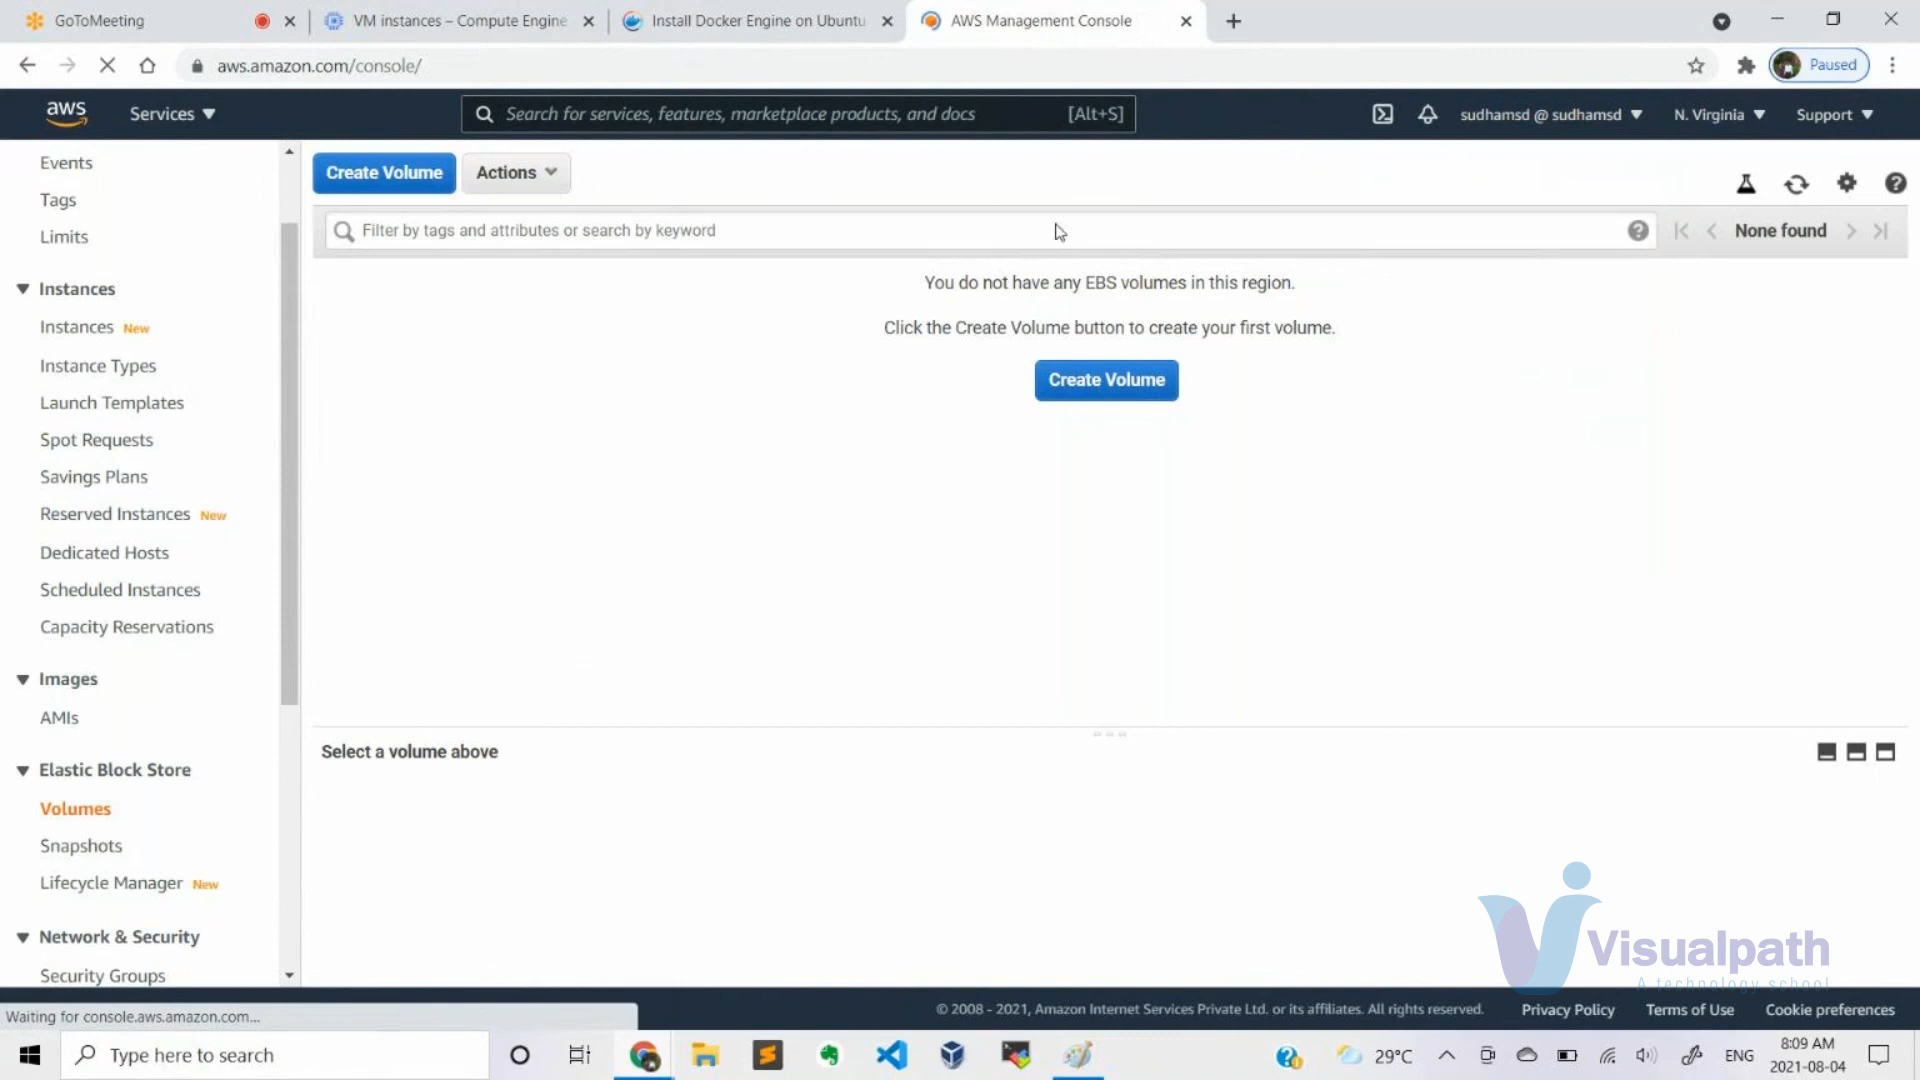 GoToMeeting
VM instances – Compute Engine
Install Docker Engine on Ubuntu
AWS Management Console
aws.amazon.com/console/
Paused
aws
Services
Search for services, features, marketplace products, and docs
[Alt+S]
sudhamsd @ sudhamsd
N. Virginia
Support
Events
Tags
Limits
Instances
Instances New
Instance Types
Launch Templates
Spot Requests
Savings Plans
Reserved Instances New
Dedicated Hosts
Scheduled Instances
Capacity Reservations
Images
AMIs
Elastic Block Store
Volumes
Snapshots
Lifecycle Manager New
Network & Security
Security Groups
Create Volume
Actions
Filter by tags and attributes or search by keyword
None found
You do not have any EBS volumes in this region.
Click the Create Volume button to create your first volume.
Create Volume
Select a volume above
Visualpath
A technology school
Waiting for console.aws.amazon.com...
© 2008 - 2021, Amazon Internet Services Private Ltd. or its affiliates. All rights reserved.
Privacy Policy
Terms of Use
Cookie preferences
Type here to search
29°C
ENG
8:09 AM
2021-08-04